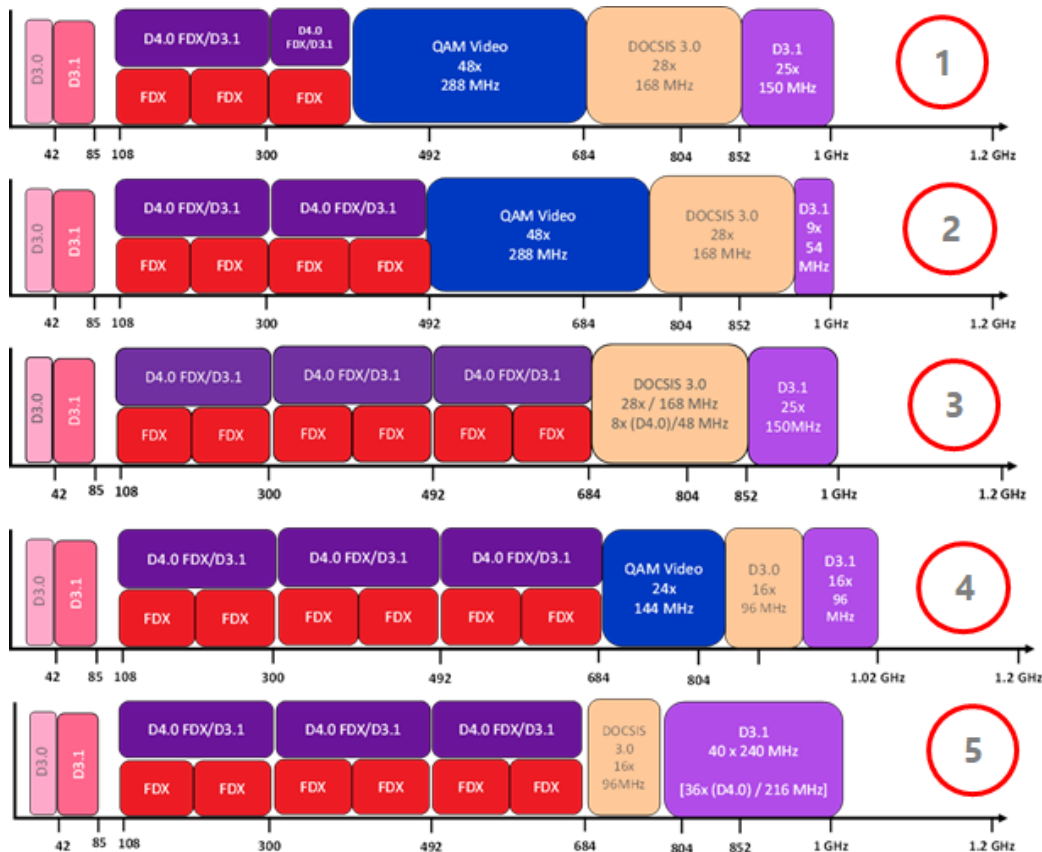 D3.0
D3.1
D4.0 FDX/D3.1
D4.0
FDX/D3.1
FDX
FDX
FDX
QAM Video
48x
288 MHz
DOCSIS 3.0
28x
168 MHz
D3.1
25x
150 MHz
1
42 85 108 300 492 684 804 852 1 GHz 1.2 GHz
D3.0
D3.1
D4.0 FDX/D3.1
D4.0 FDX/D3.1
FDX
FDX
FDX
FDX
QAM Video
48x
288 MHz
DOCSIS 3.0
28x
168 MHz
D3.1
9x
54
MHz
2
42 85 108 300 492 684 804 852 1 GHz 1.2 GHz
D3.0
D3.1
D4.0 FDX/D3.1
D4.0 FDX/D3.1
D4.0 FDX/D3.1
FDX
FDX
FDX
FDX
FDX
FDX
DOCSIS 3.0
28x / 168 MHz
8x (D4.0)/48 MHz
D3.1
25x
150MHz
3
42 85 108 300 492 684 804 852 1 GHz 1.2 GHz
D3.0
D3.1
D4.0 FDX/D3.1
D4.0 FDX/D3.1
D4.0 FDX/D3.1
FDX
FDX
FDX
FDX
FDX
FDX
QAM Video
24x
144 MHz
D3.0
16x
96 MHz
D3.1
16x
96
MHz
4
42 85 108 300 492 684 804 1.02 GHz 1.2 GHz
D3.0
D3.1
D4.0 FDX/D3.1
D4.0 FDX/D3.1
D4.0 FDX/D3.1
FDX
FDX
FDX
FDX
FDX
FDX
DOCSIS
3.0
16x
96MHz
D3.1
40 x 240 MHz
[36x (D4.0) / 216 MHz]
5
42 85 108 300 492 684 804 852 1 GHz 1.2 GHz